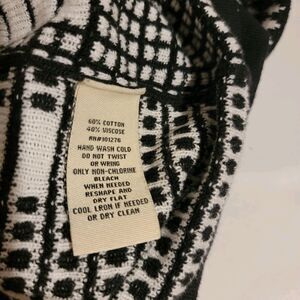 60% COTTON
40% VISCOSE
RN#101276
HAND WASH COLD
DO NOT TWIST
OR WRING
ONLY NON-CHLORINE
BLEACH
WHEN NEEDED
RESHAPE AND
DRY FLAT
COOL LRON IF NEEDED
OR DRY CLEAN